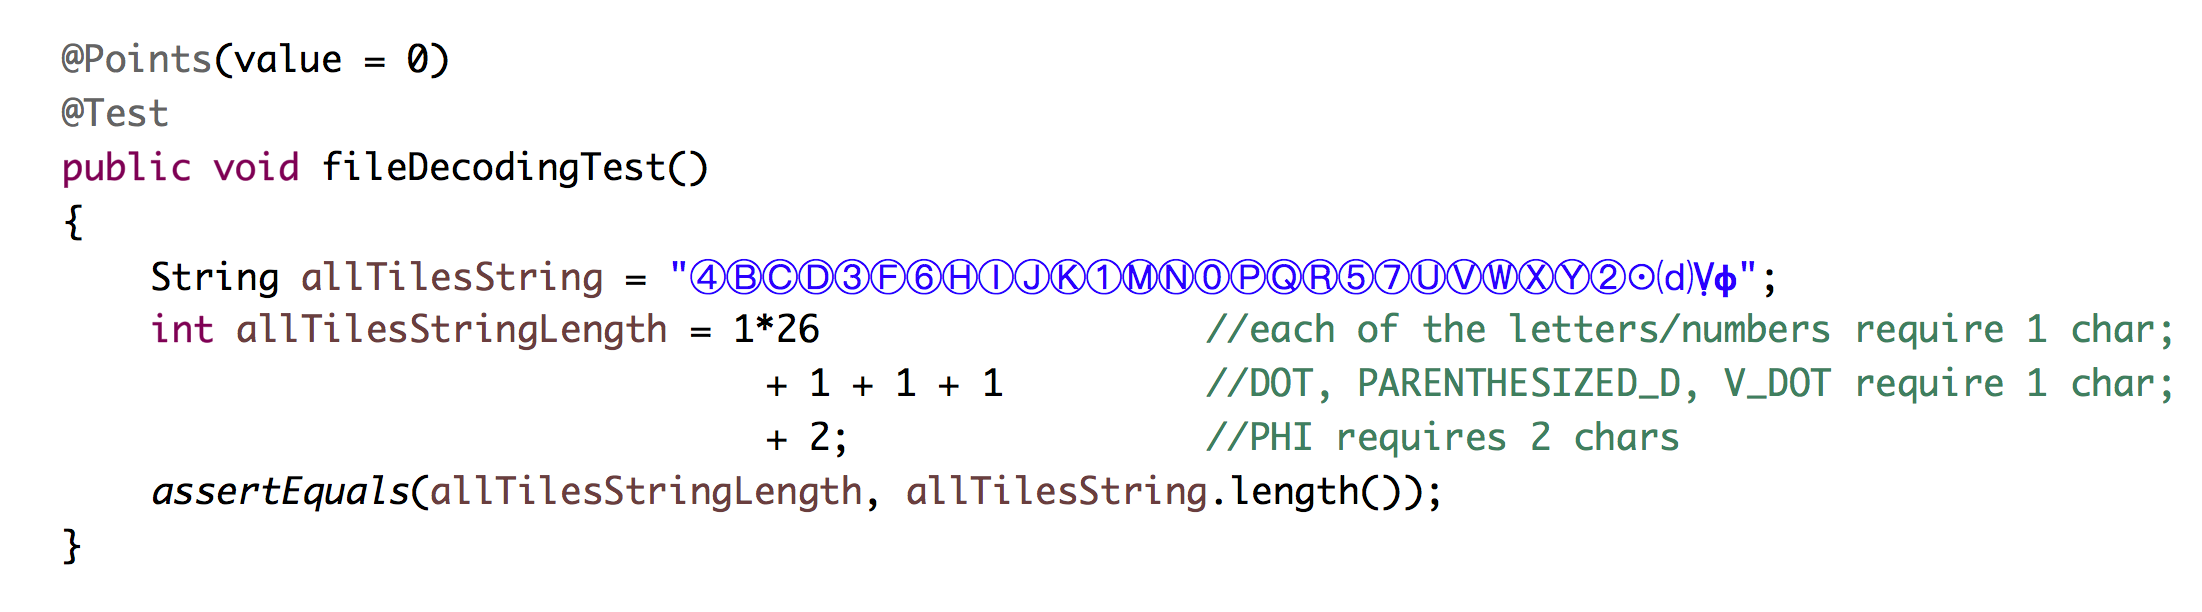 @Points(value = 0)
@Test
public void fileDecodingTest()
{
    String allTilesString = "④ⒷⒸⒹ③Ⓕ⑥ⒽⒾⒿⓀ①ⓂⓃ⓪ⓅⓆⓇ⑤⑦ⓊⓋⓌⓍⓎ②⊙⒟Ṿ𝛟";
    int allTilesStringLength = 1*26                  //each of the letters/numbers require 1 char;
                                 + 1 + 1 + 1         //DOT, PARENTHESIZED_D, V_DOT require 1 char;
                                 + 2;                //PHI requires 2 chars
    assertEquals(allTilesStringLength, allTilesString.length());
}